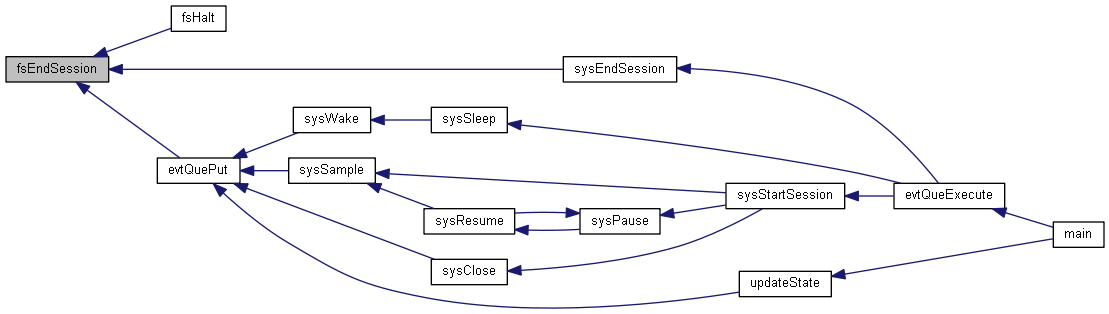 fsHalt
fsEndSession
sysEndSession
sysWake
sysSleep
evtQuePut
sysSample
sysStartSession
evtQueExecute
sysResume
sysPause
main
sysClose
updateState